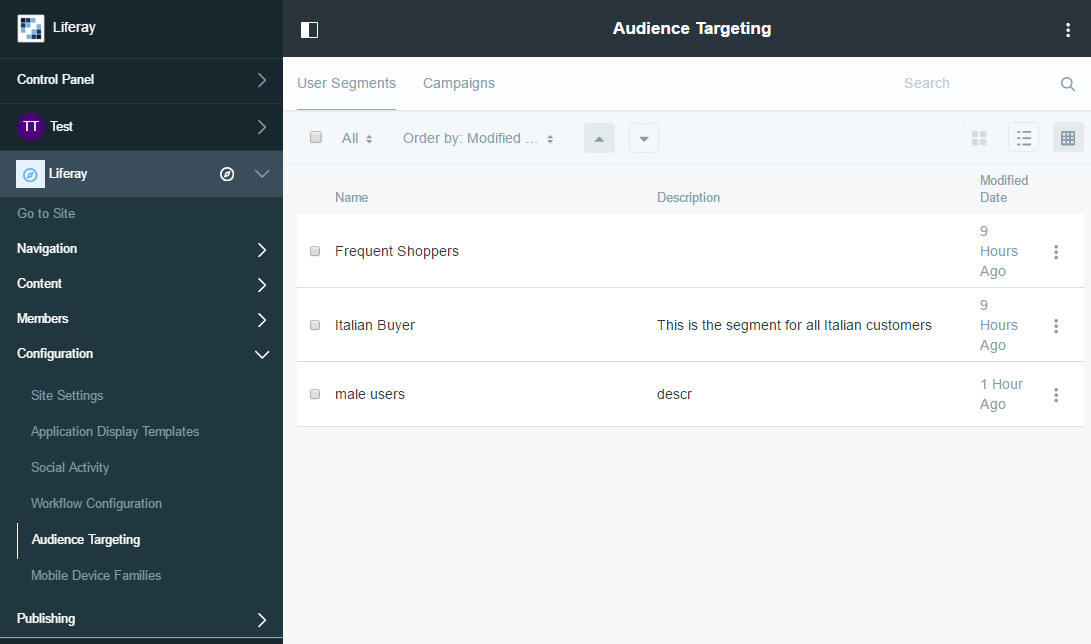 Liferay
Control Panel
TT Test
Liferay
Go to Site
Navigation
Content
Members
Configuration
Site Settings
Application Display Templates
Social Activity
Workflow Configuration
Audience Targeting
Mobile Device Families
Publishing
Audience Targeting
User Segments Campaigns Search
All Order by: Modified ...
Name Description Modified
Date
Frequent Shoppers 9
Hours
Ago
Italian Buyer This is the segment for all Italian customers 9
Hours
Ago
male users descr 1 Hour
Ago